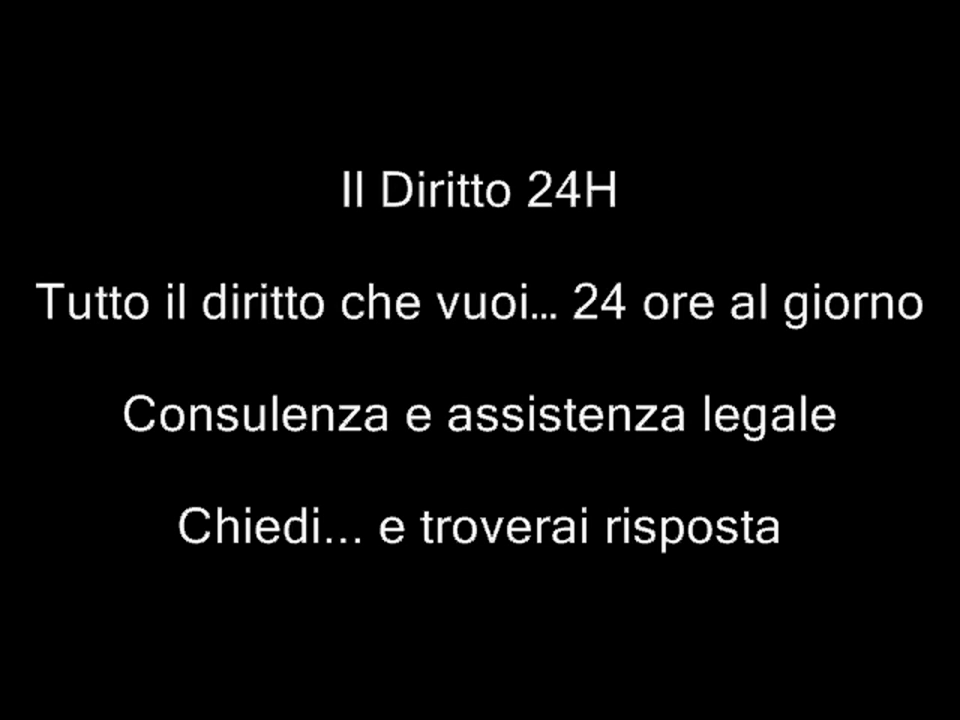 Il Diritto 24H
Tutto il diritto che vuoi… 24 ore al giorno
Consulenza e assistenza legale
Chiedi... e troverai risposta